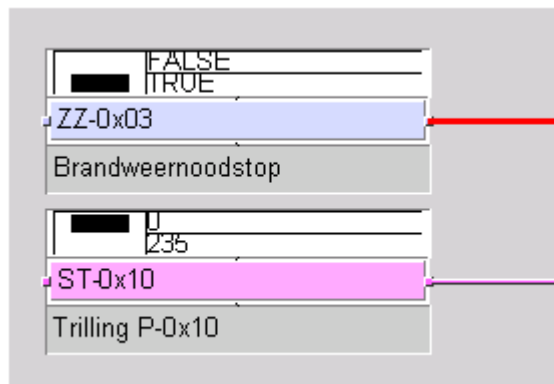 FALSE
TRUE
ZZ-0x03
Brandweernoodstop
0
235
ST-0x10
Trilling P-0x10